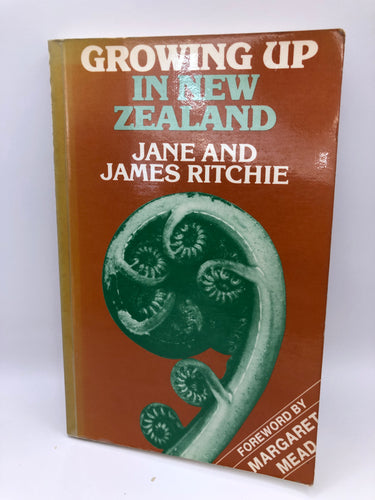 GROWING UP
IN NEW
ZEALAND
JANE AND
JAMES RITCHIE
FOREWORD BY
MARGARET
MEAD